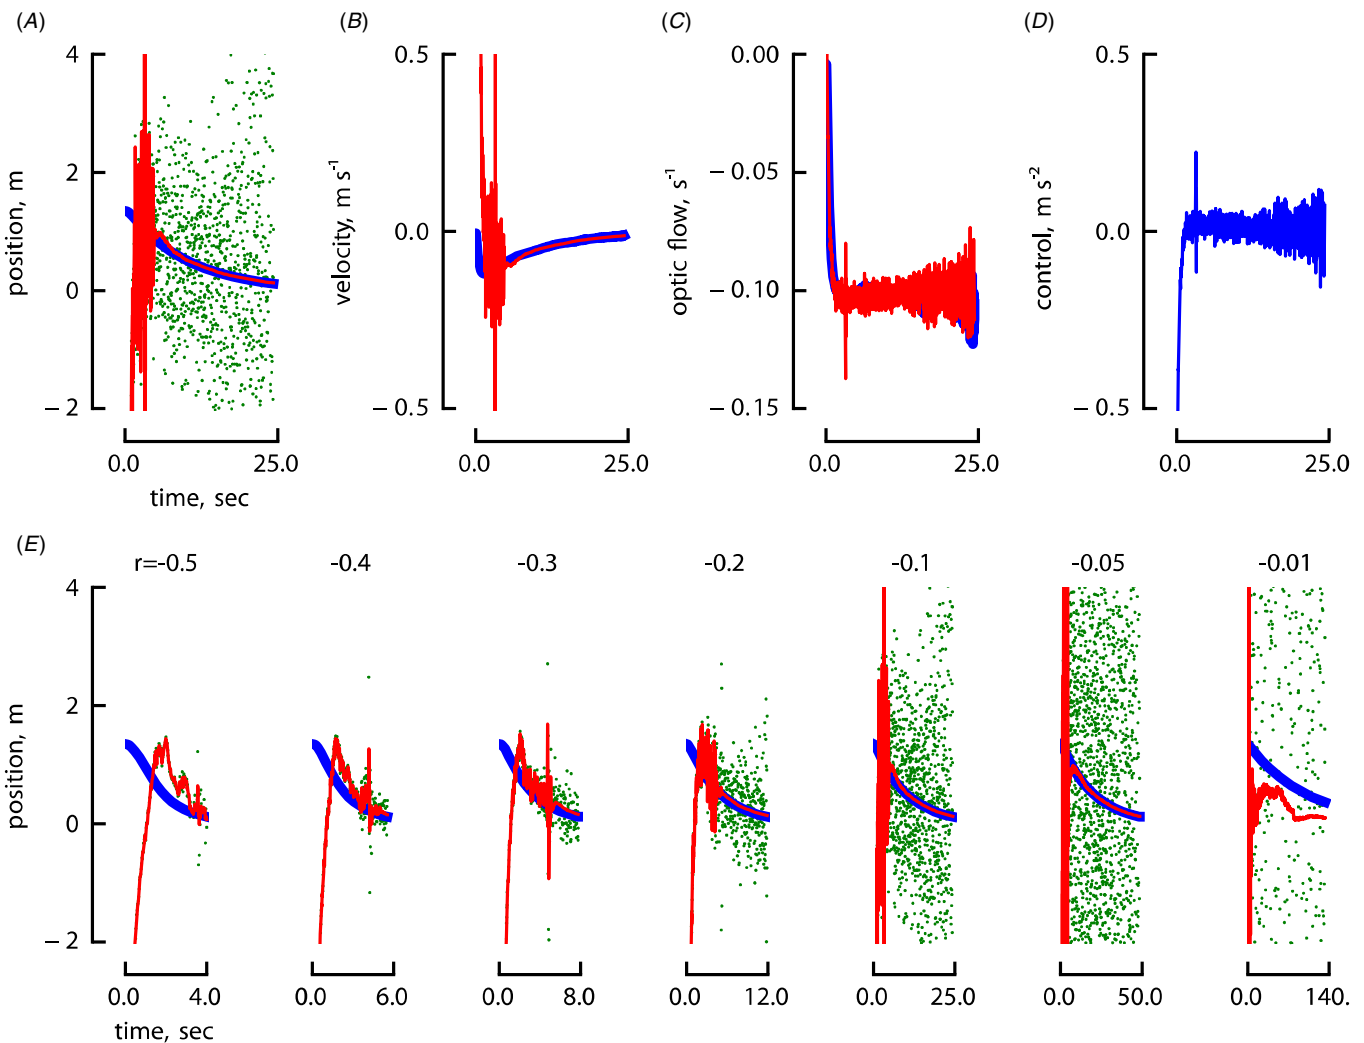 (A) (B) (C) (D)
4 0.5 0.00 0.5
2 −0.05
position, m 0 velocity, m s-1 0.0 optic flow, s-1 −0.10 control, m s-2 0.0
−2 −0.5 −0.15 −0.5
0.0 25.0 0.0 25.0 0.0 25.0 0.0 25.0
time, sec
(E)
r=-0.5 -0.4 -0.3 -0.2 -0.1 -0.05 -0.01
4
2
position, m
0
−2
0.0 4.0 0.0 6.0 0.0 8.0 0.0 12.0 0.0 25.0 0.0 50.0 0.0 140.
time, sec